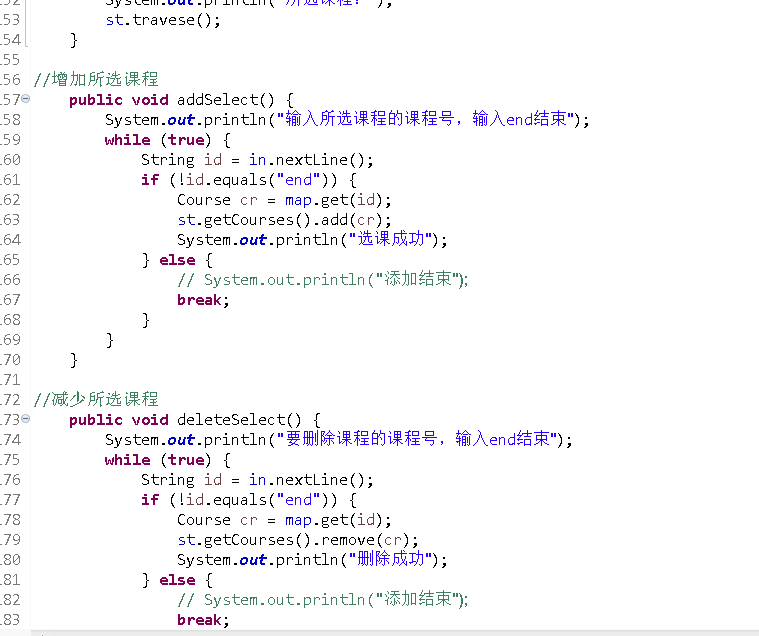 System.out.println("所选课程：");
153 st.travese();
154 }
155
156 //增加所选课程
157 public void addSelect() {
158 System.out.println("输入所选课程的课程号，输入end结束");
159 while (true) {
160 String id = in.nextLine();
161 if (!id.equals("end")) {
162 Course cr = map.get(id);
163 st.getCourses().add(cr);
164 System.out.println("选课成功");
165 } else {
166 // System.out.println("添加结束");
167 break;
168 }
169 }
170 }
171
172 //减少所选课程
173 public void deleteSelect() {
174 System.out.println("要删除课程的课程号，输入end结束");
175 while (true) {
176 String id = in.nextLine();
177 if (!id.equals("end")) {
178 Course cr = map.get(id);
179 st.getCourses().remove(cr);
180 System.out.println("删除成功");
181 } else {
182 // System.out.println("添加结束");
183 break;